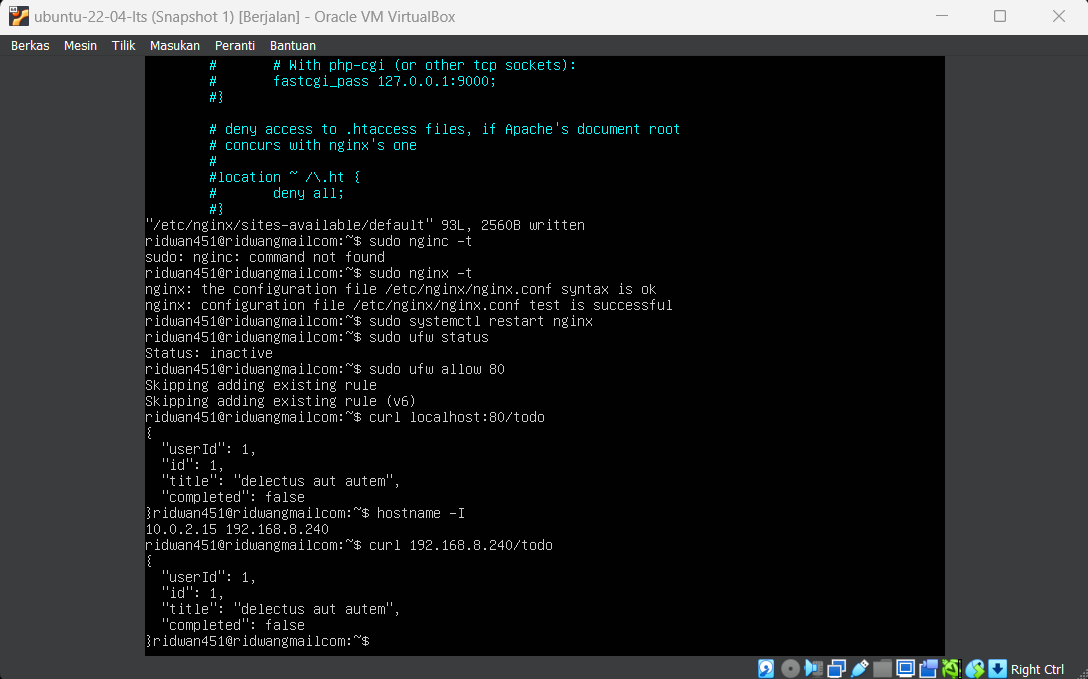 ubuntu-22-04-lts (Snapshot 1) [Berjalan] - Oracle VM VirtualBox
Berkas Mesin Tilik Masukan Peranti Bantuan
#       # With php-cgi (or other tcp sockets):
#       fastcgi_pass 127.0.0.1:9000;
#}
# deny access to .htaccess files, if Apache's document root
# concurs with nginx's one
#
#location ~ /\.ht {
#       deny all;
#}
"/etc/nginx/sites-available/default" 93L, 2560B written
ridwan451@ridwangmailcom:~$ sudo nginc -t
sudo: nginc: command not found
ridwan451@ridwangmailcom:~$ sudo nginx -t
nginx: the configuration file /etc/nginx/nginx.conf syntax is ok
nginx: configuration file /etc/nginx/nginx.conf test is successful
ridwan451@ridwangmailcom:~$ sudo systemctl restart nginx
ridwan451@ridwangmailcom:~$ sudo ufw status
Status: inactive
ridwan451@ridwangmailcom:~$ sudo ufw allow 80
Skipping adding existing rule
Skipping adding existing rule (v6)
ridwan451@ridwangmailcom:~$ curl localhost:80/todo
{
  "userId": 1,
  "id": 1,
  "title": "delectus aut autem",
  "completed": false
}ridwan451@ridwangmailcom:~$ hostname -I
10.0.2.15 192.168.8.240
ridwan451@ridwangmailcom:~$ curl 192.168.8.240/todo
{
  "userId": 1,
  "id": 1,
  "title": "delectus aut autem",
  "completed": false
}ridwan451@ridwangmailcom:~$
Right Ctrl